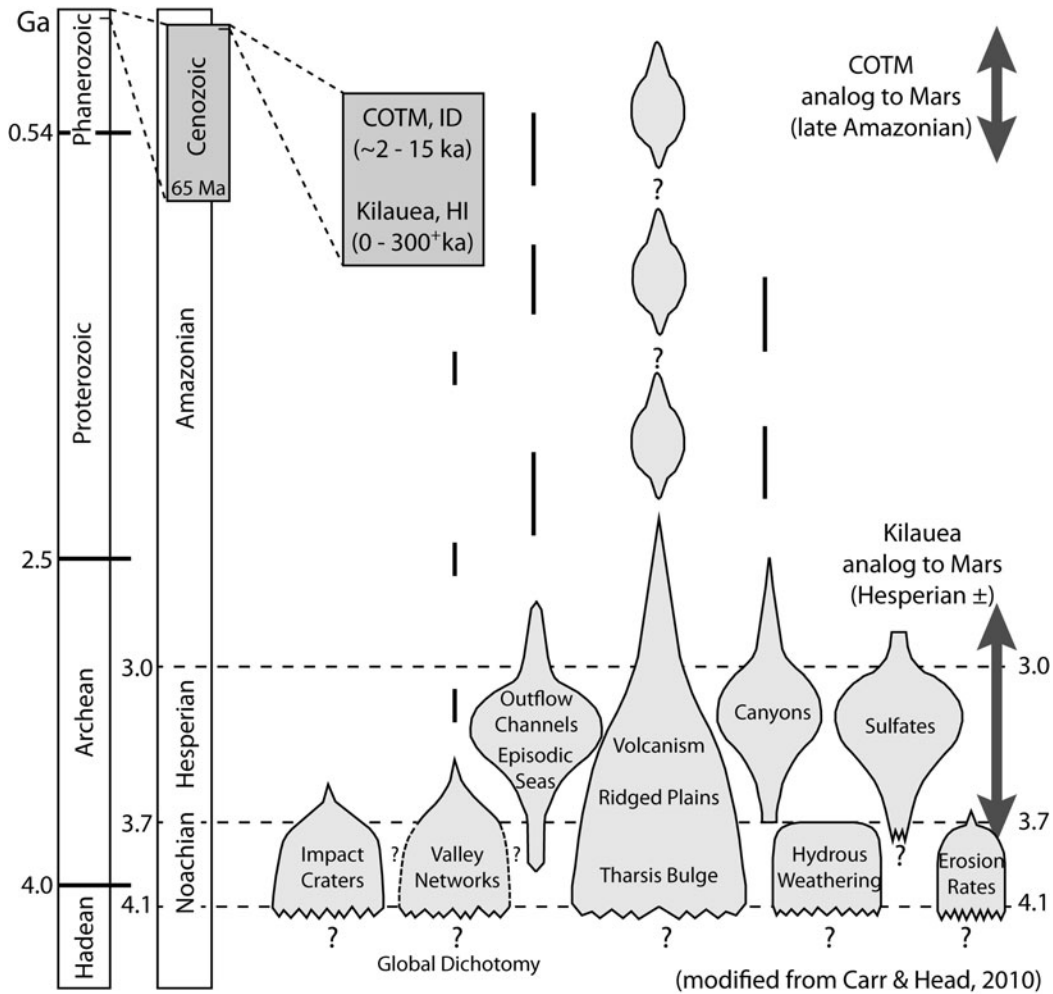 Ga
Phanerozoic
0.54
Proterozoic
2.5
Archean
4.0
Hadean
Cenozoic
65 Ma
Amazonian
3.0
Hesperian
3.7
Noachian
4.1
COTM, ID
(~2 - 15 ka)
Kilauea, HI
(0 - 300⁺ka)
COTM
analog to Mars
(late Amazonian)
?
?
Kilauea
analog to Mars
(Hesperian ±)
3.0
3.7
4.1
Impact
Craters
?
?
Valley
Networks
?
?
Global Dichotomy
Outflow
Channels
Episodic
Seas
Volcanism
Ridged Plains
Tharsis Bulge
?
Canyons
Hydrous
Weathering
?
Sulfates
?
Erosion
Rates
?
(modified from Carr & Head, 2010)